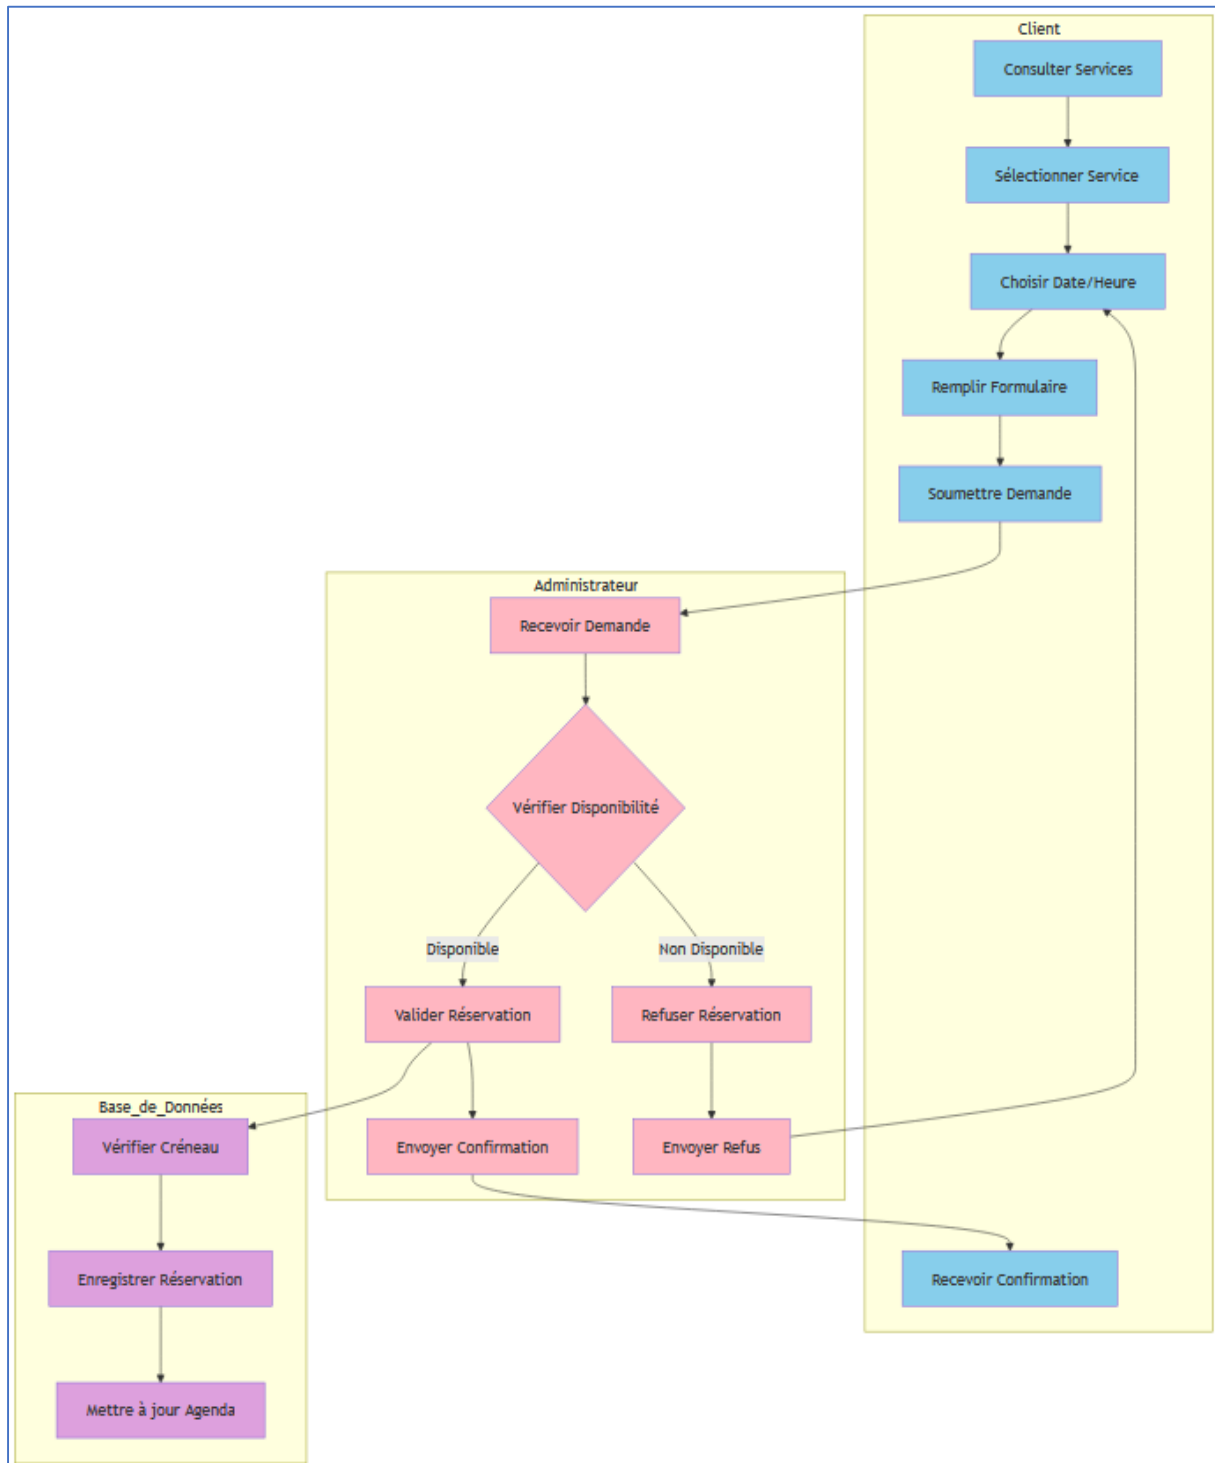 Client
Consulter Services
Sélectionner Service
Choisir Date/Heure
Remplir Formulaire
Soumettre Demande
Administrateur
Recevoir Demande
Vérifier Disponibilité
Disponible
Non Disponible
Valider Réservation
Refuser Réservation
Base_de_Données
Vérifier Créneau
Envoyer Confirmation
Envoyer Refus
Enregistrer Réservation
Recevoir Confirmation
Mettre à jour Agenda